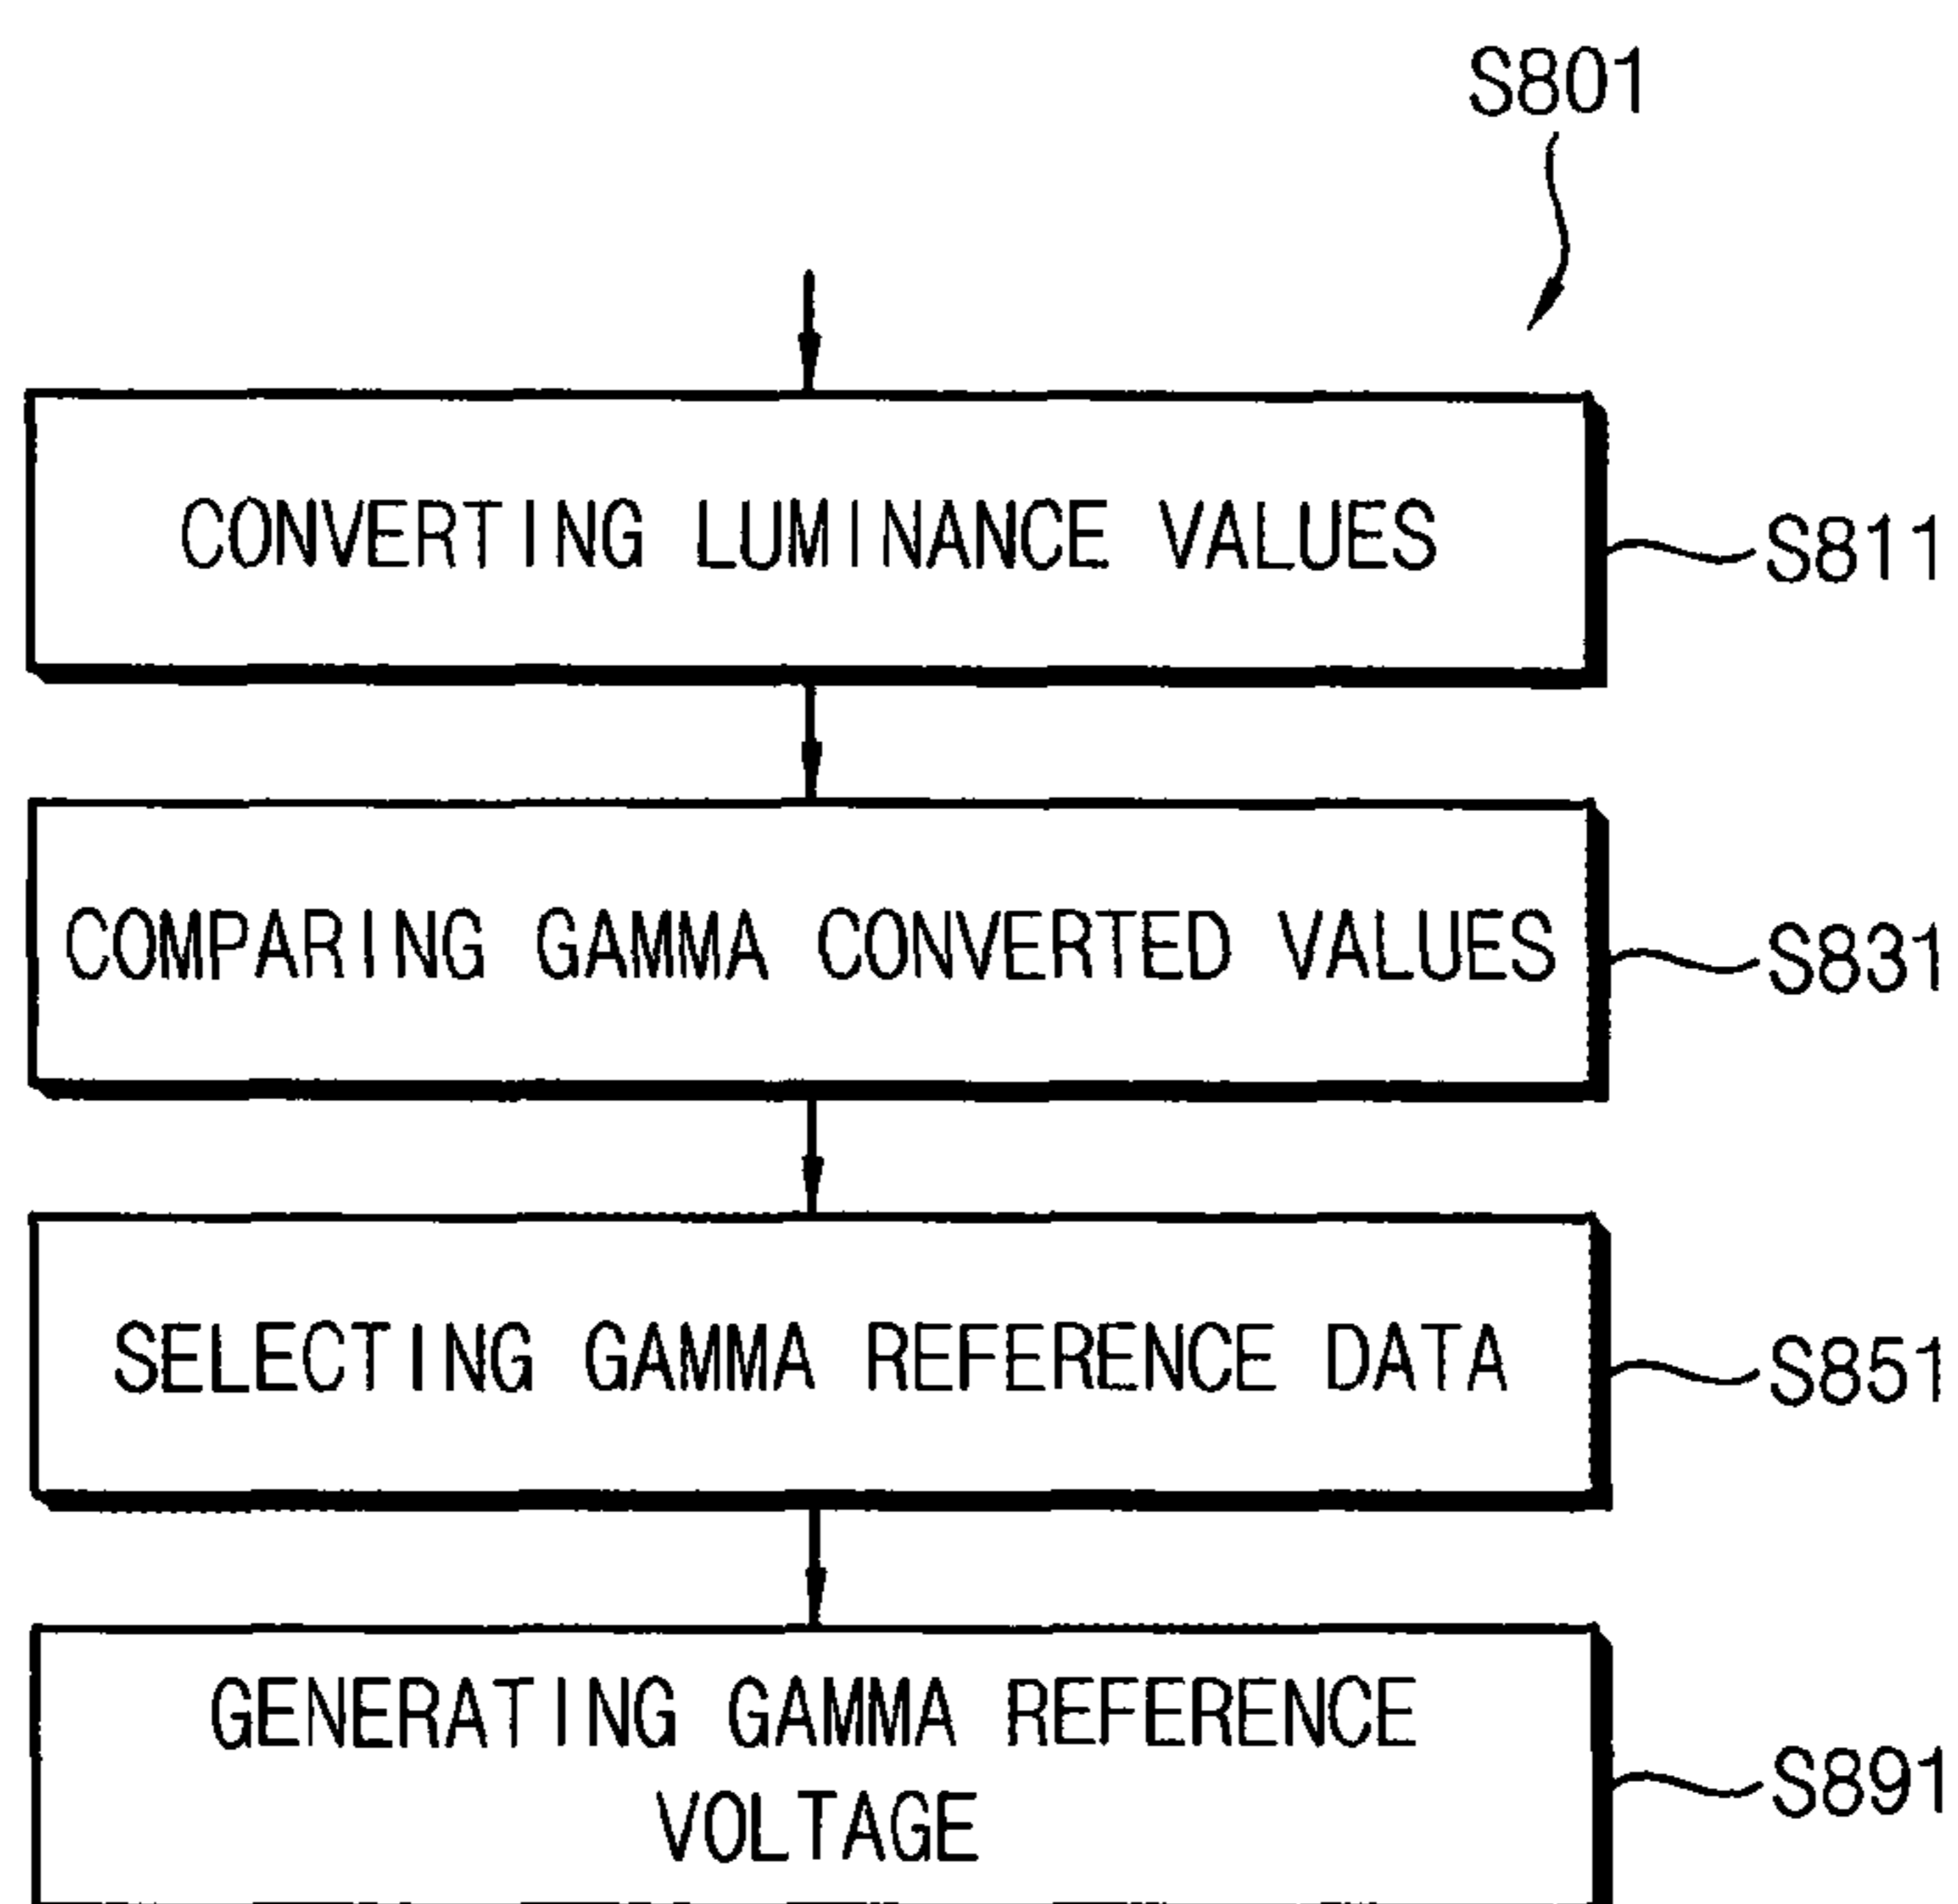 S801
CONVERTING LUMINANCE VALUES
S811
COMPARING GAMMA CONVERTED VALUES
S831
SELECTING GAMMA REFERENCE DATA
S851
GENERATING GAMMA REFERENCE
VOLTAGE
S891